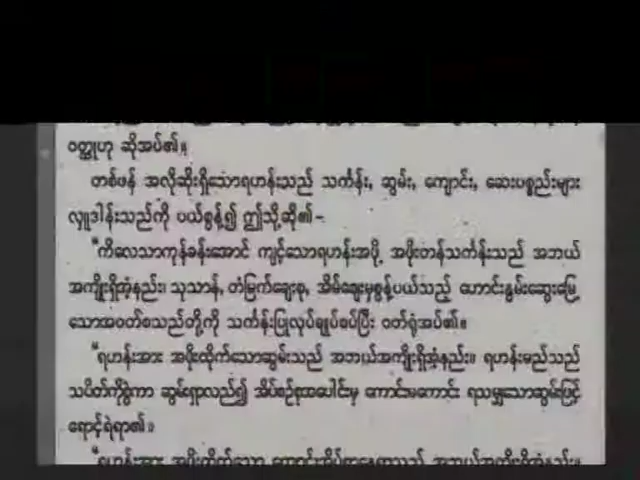 ဝတ္ထုဟု ဆိုအပ်၏။
တစ်ဖန် အလိုဆိုးရှိသောရဟန်းသည် သင်္ကန်း, ဆွမ်း, ကျောင်း, ဆေးပစ္စည်းများ
လှူဒါန်းသည်ကို ပယ်စွန့်၍ ဤသို့ဆို၏–
“ကိလေသာကုန်ခန်းအောင် ကျင့်သောရဟန်းအဖို့ အဖိုးတန်သင်္ကန်းသည် အဘယ်
အကျိုးရှိအံ့နည်း၊ သုသာန်, တံမြက်ချေးစု, အိမ်ဈေးမှစွန့်ပယ်သည့် ဟောင်းနွမ်းဆွေးမြေ့
သောအဝတ်စသည်တို့ကို သင်္ကန်းပြုလုပ်ချုပ်စပ်ပြီး ဝတ်ရုံအပ်၏။
“ရဟန်းအား အဖိုးထိုက်သောဆွမ်းသည် အဘယ်အကျိုးရှိအံ့နည်း။ ရဟန်းမည်သည်
သပိတ်ကိုစွဲကာ ဆွမ်းရှာလည်၍ အိပ်စဉ်ရအပေါင်းမှ ကောင်းမကောင်း ရသမျှသောဆွမ်းဖြင့်
ရောင့်ရဲရာ၏။